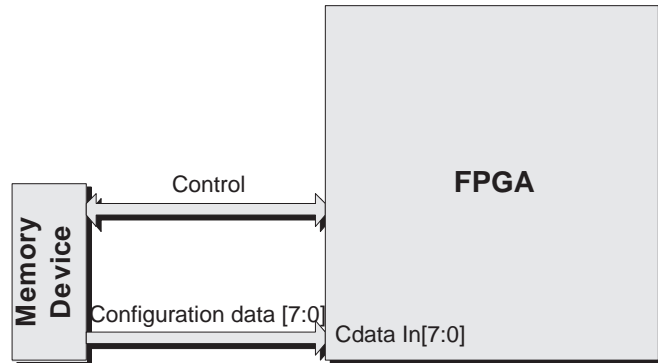 Control
FPGA
Memory
Device
Configuration data [7:0]
Cdata In[7:0]